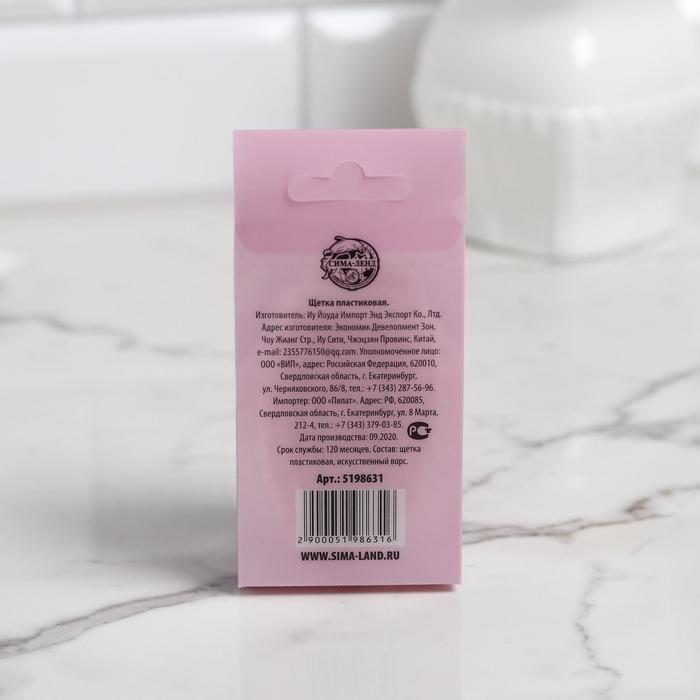 СИМА-ЛЕНД
Щетка пластиковая.
Изготовитель: Иу Йоуда Импорт Энд Экспорт Ко., Лтд.
Адрес изготовителя: Экономик Девелопмент Зон,
Чоу Жианг Стр., Иу Сити, Чжэцзян Провинс, Китай,
e-mail: 2355776150@qq.com. Уполномоченное лицо:
ООО «ВИП», адрес: Российская Федерация, 620010,
Свердловская область, г. Екатеринбург,
ул. Черняховского, 86/8, тел.: +7 (343) 287-56-96.
Импортер: ООО «Пилат». Адрес: РФ, 620085,
Свердловская область, г. Екатеринбург, ул. 8 Марта,
212-4, тел.: +7 (343) 379-03-85.
Дата производства: 09.2020.
Срок службы: 120 месяцев. Состав: щетка
пластиковая, искусственный ворс.
Арт.: 5198631
2 900051 986316
WWW.SIMA-LAND.RU